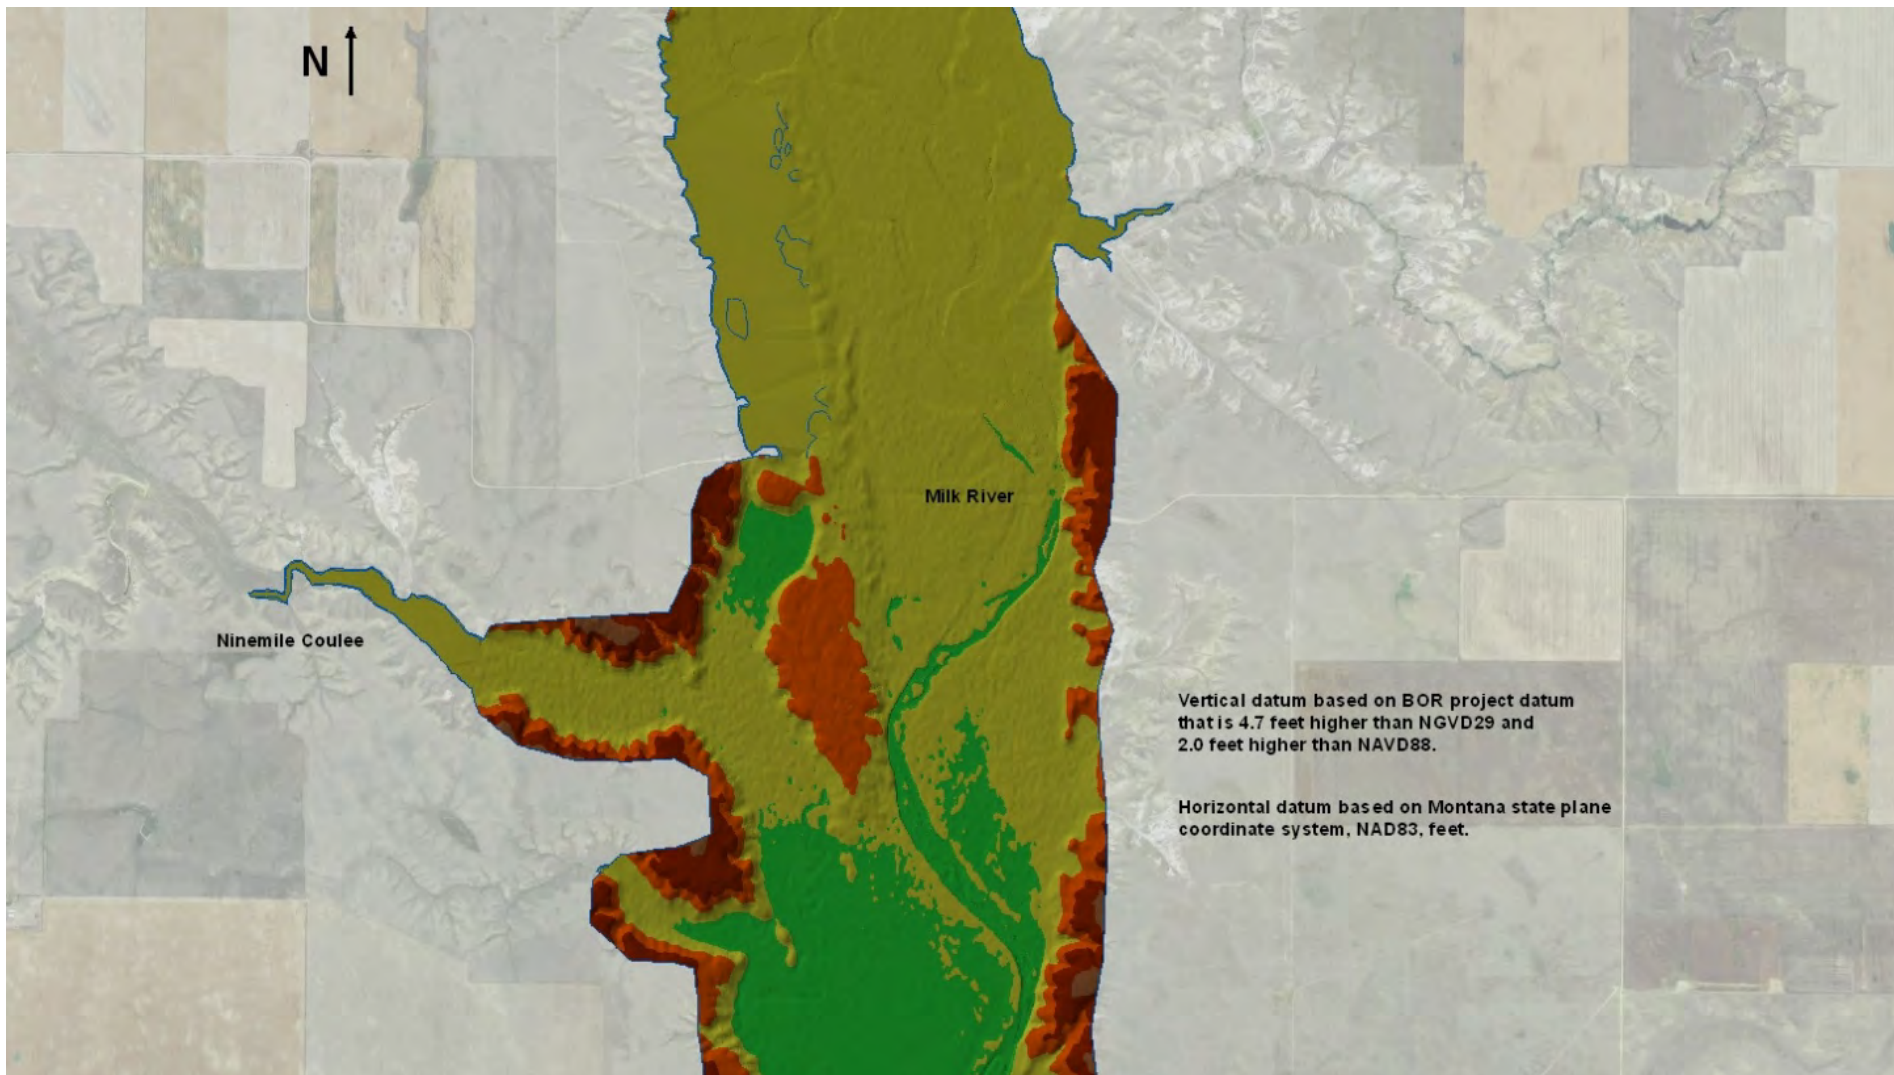 N
Milk River
Ninemile Coulee
Vertical datum based on BOR project datum
that is 4.7 feet higher than NGVD29 and
2.0 feet higher than NAVD88.
Horizontal datum based on Montana state plane
coordinate system, NAD83, feet.